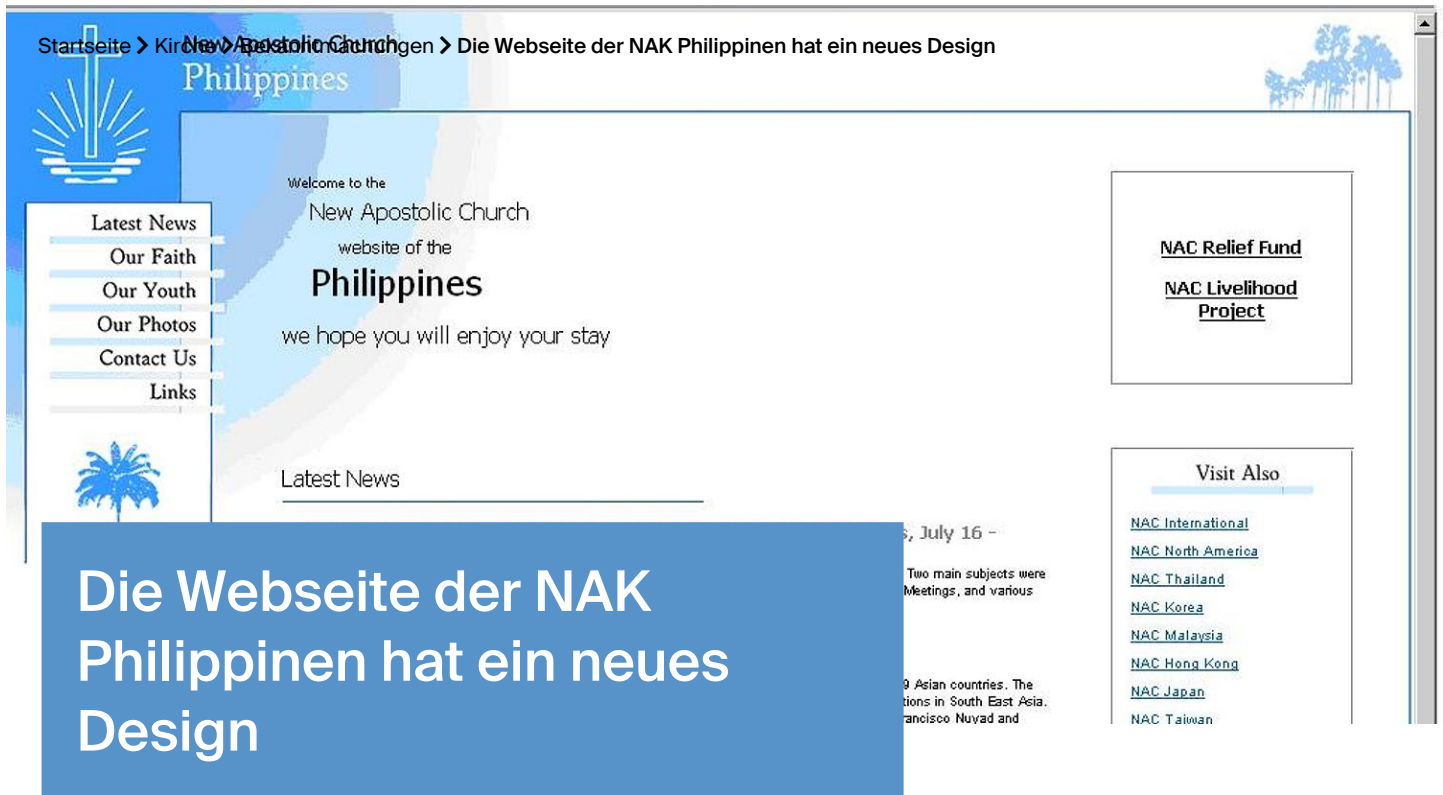 Startseite > Kirche > Bekanntmachungen > Die Webseite der NAK Philippinen hat ein neues Design
New Apostolic Church
Philippines
Welcome to the
New Apostolic Church
website of the
Philippines
we hope you will enjoy your stay
Latest News
Our Faith
Our Youth
Our Photos
Contact Us
Links
NAC Relief Fund
NAC Livelihood
Project
Latest News
, July 16 -
Two main subjects were
Meetings, and various
9 Asian countries. The
tions in South East Asia.
rancisco Nuyad and
Visit Also
NAC International
NAC North America
NAC Thailand
NAC Korea
NAC Malaysia
NAC Hong Kong
NAC Japan
NAC Taiwan
Die Webseite der NAK
Philippinen hat ein neues
Design